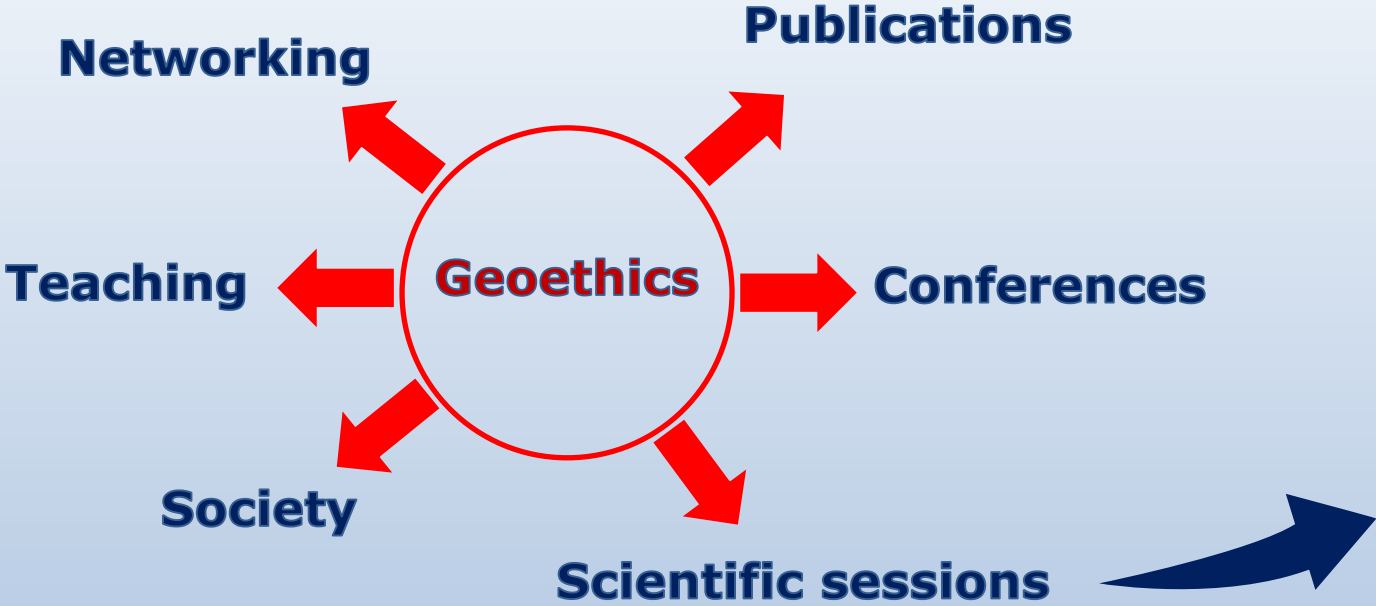 Publications
Networking
Geoethics
Teaching
Conferences
Society
Scientific sessions